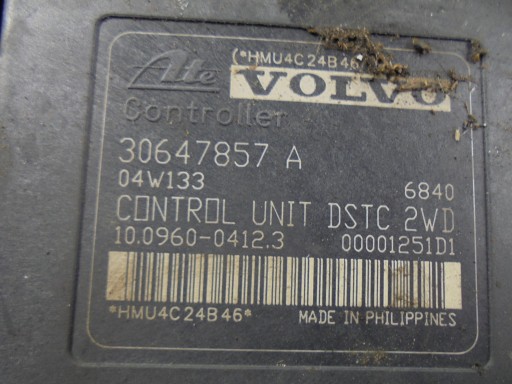 (*HMU4C24B46*
Ate VOLVO
Controller
30647857 A
04W133 6840
CONTROL UNIT DSTC 2WD
10.0960-0412.3 00001251D1
*HMU4C24B46* MADE IN PHILIPPINES